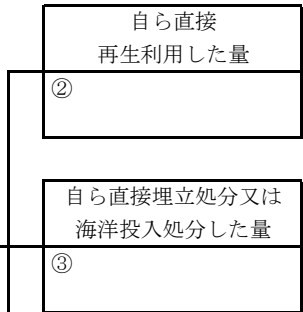 自ら直接
再生利用した量
②
自ら直接埋立処分又は
海洋投入処分した量
③